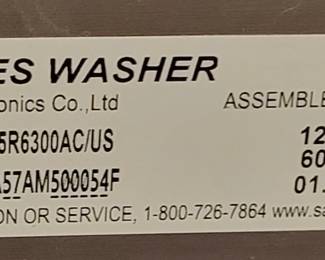 ES WASHER
onics Co.,Ltd ASSEMBLE
5R6300AC/US 12
A57AM500054F 60
01.
ON OR SERVICE, 1-800-726-7864 www.sa